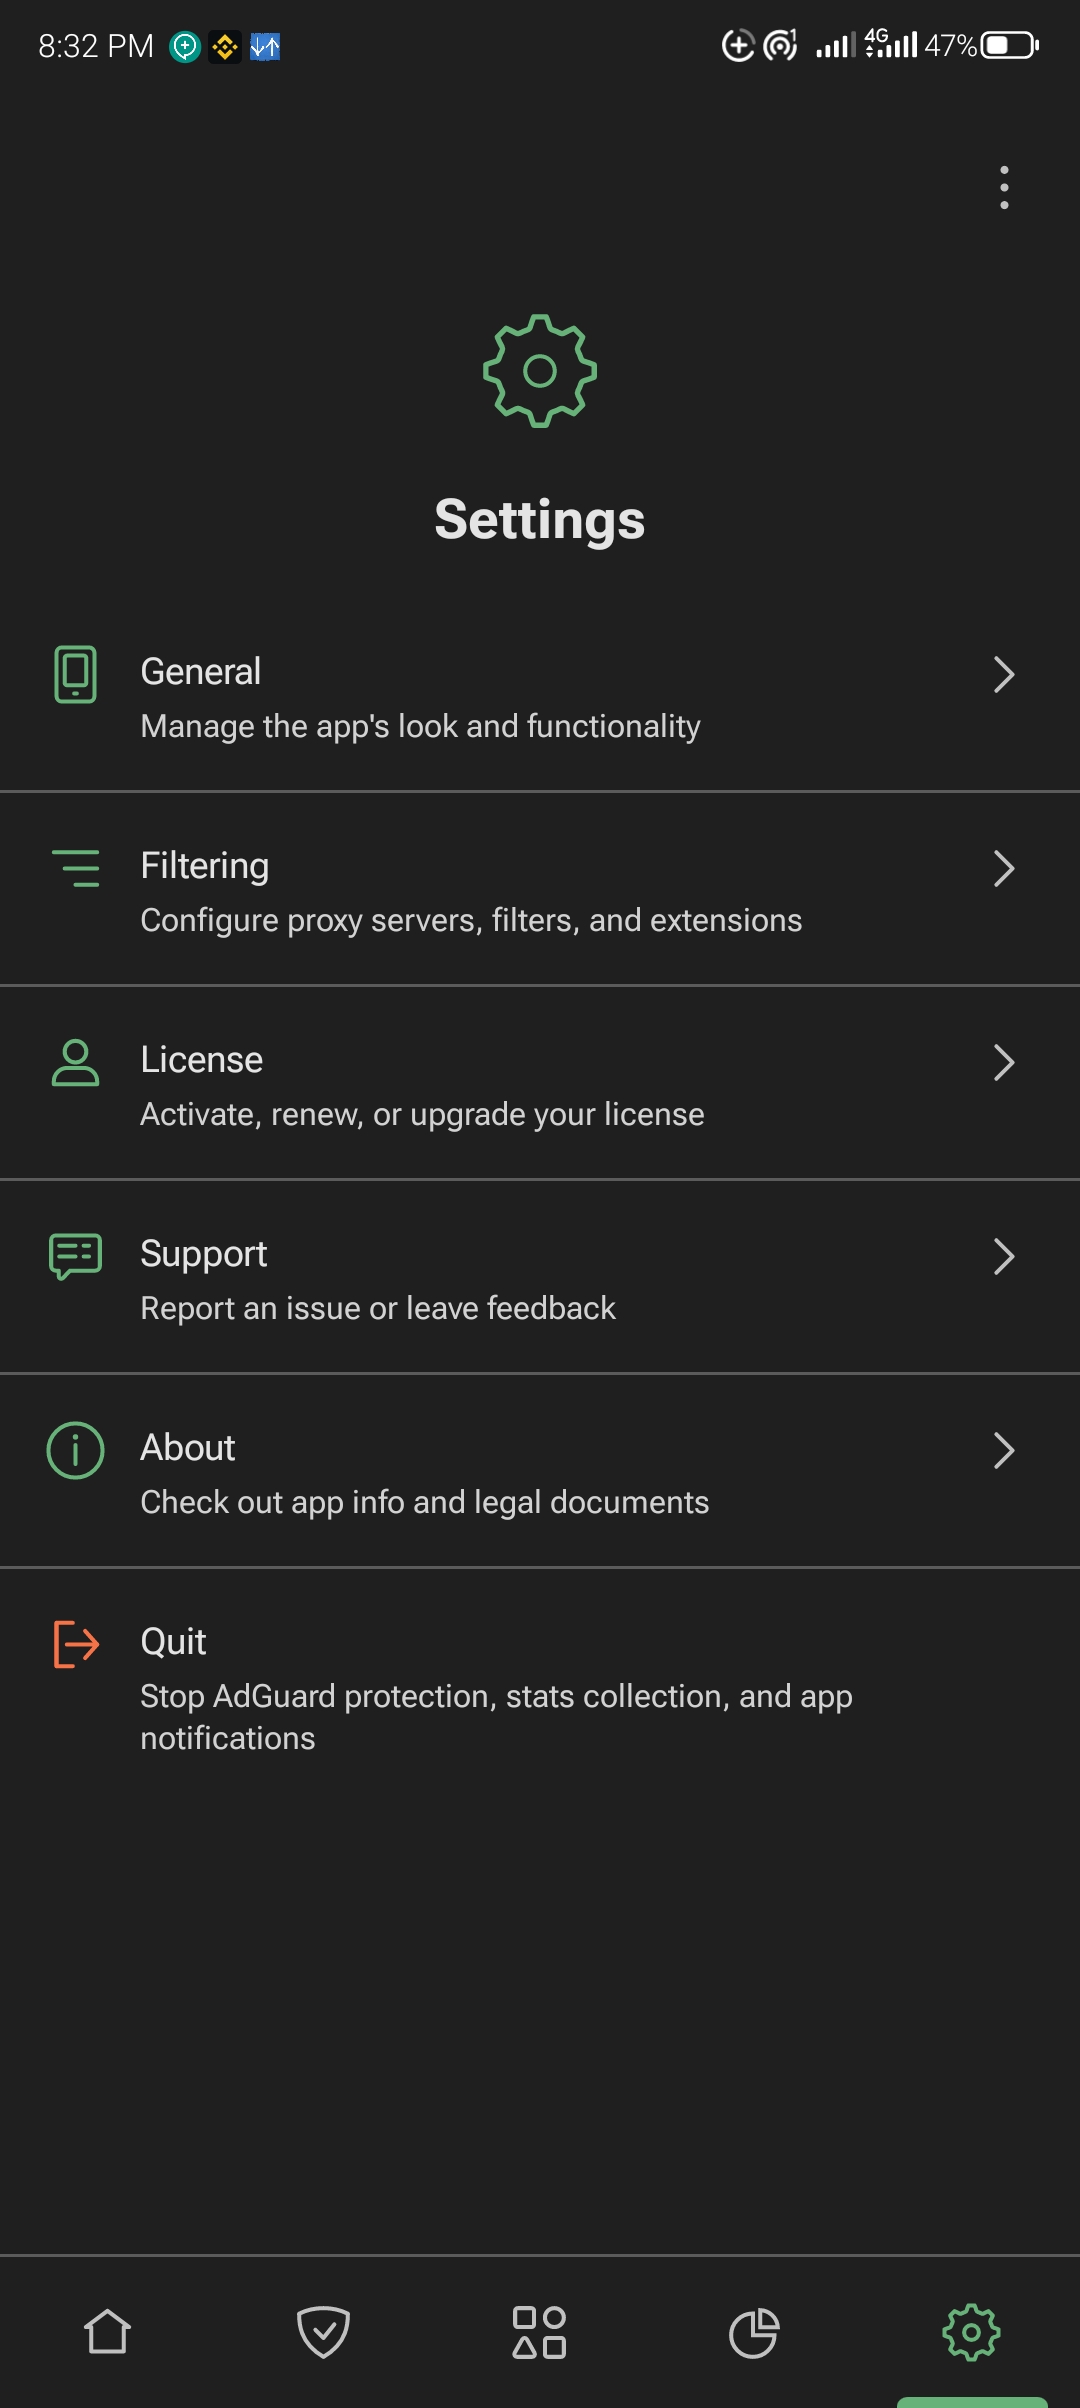 8:32 PM 4G 47%
Settings
General
Manage the app's look and functionality
Filtering
Configure proxy servers, filters, and extensions
License
Activate, renew, or upgrade your license
Support
Report an issue or leave feedback
About
Check out app info and legal documents
Quit
Stop AdGuard protection, stats collection, and app
notifications